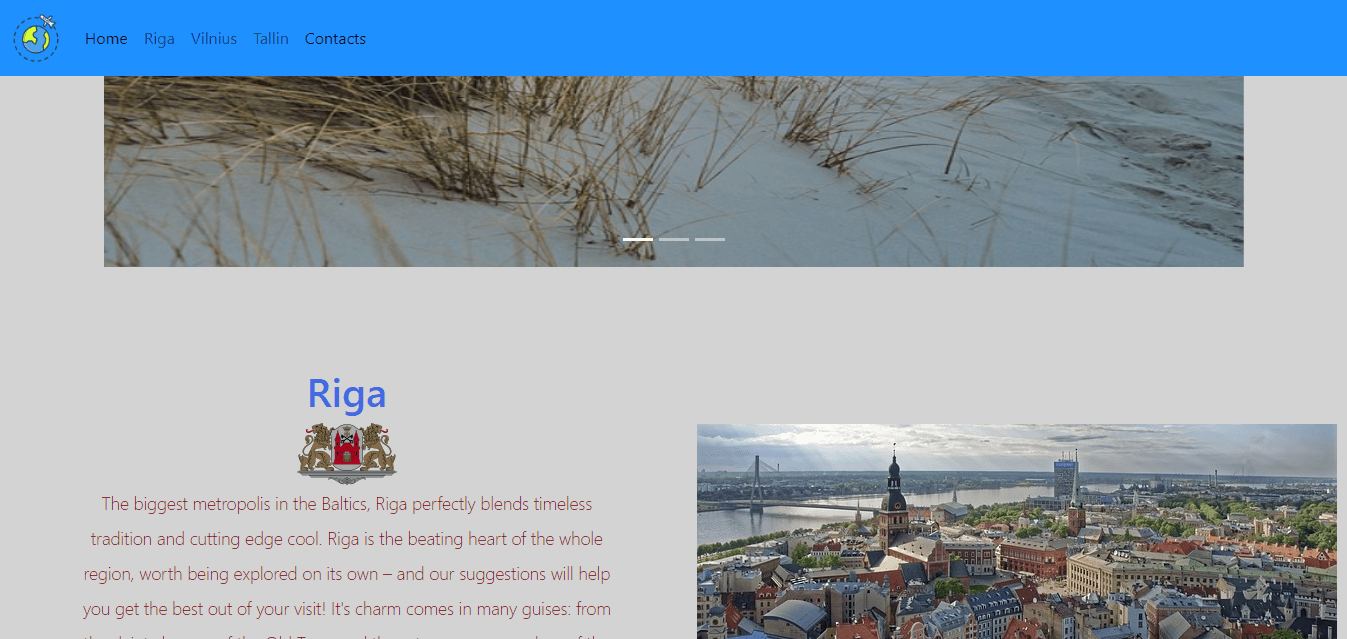 Home Riga Vilnius Tallin Contacts
Riga
The biggest metropolis in the Baltics, Riga perfectly blends timeless
tradition and cutting edge cool. Riga is the beating heart of the whole
region, worth being explored on its own – and our suggestions will help
you get the best out of your visit! It's charm comes in many guises: from